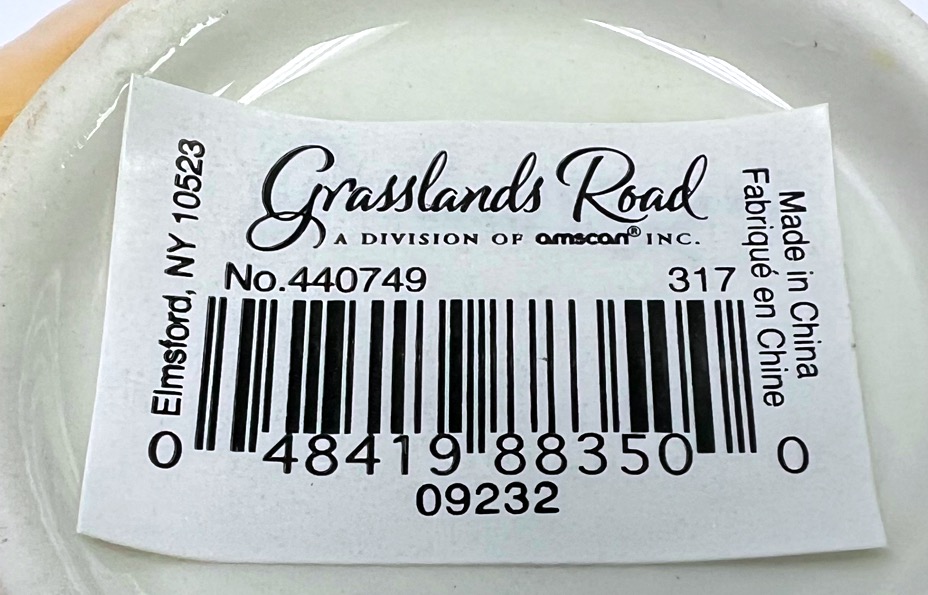 Grasslands Road
A DIVISION OF amscan® INC.
No.440749 317
0 48419 88350 0
09232
Elmsford, NY 10523
Made in China
Fabriqué en Chine